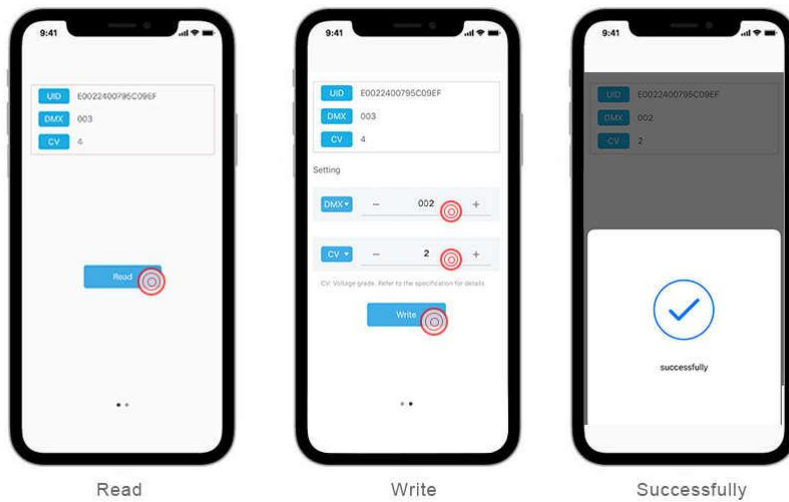 9:41
UID E0022400795C09EF
DMX 003
CV 4
Read
Read
9:41
UID E0022400795C09EF
DMX 003
CV 4
Setting
DMX − 002 +
CV − 2 +
CV: Voltage grade. Refer to the specification for details
Write
Write
9:41
UID E0022400795C09EF
DMX 002
CV 2
successfully
Successfully